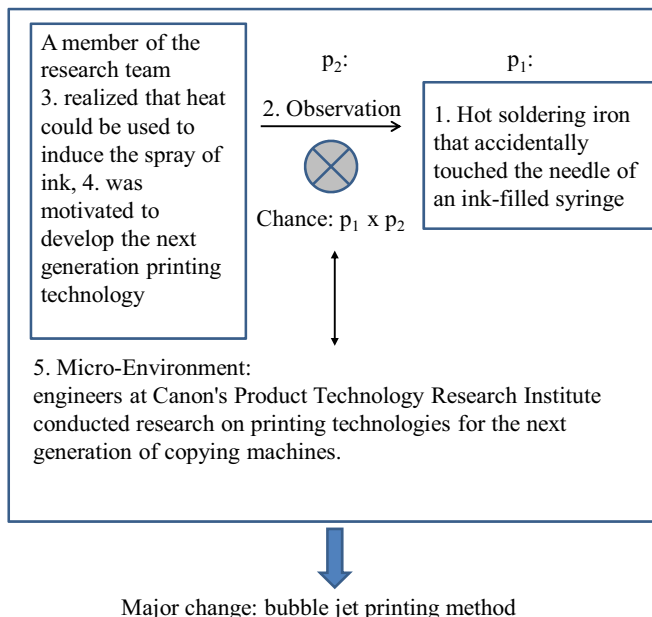 A member of the
research team
3. realized that heat
could be used to
induce the spray of
ink, 4. was
motivated to
develop the next
generation printing
technology
p₂:
2. Observation
Chance: p₁ x p₂
p₁:
1. Hot soldering iron
that accidentally
touched the needle of
an ink-filled syringe
5. Micro-Environment:
engineers at Canon's Product Technology Research Institute
conducted research on printing technologies for the next
generation of copying machines.
Major change: bubble jet printing method